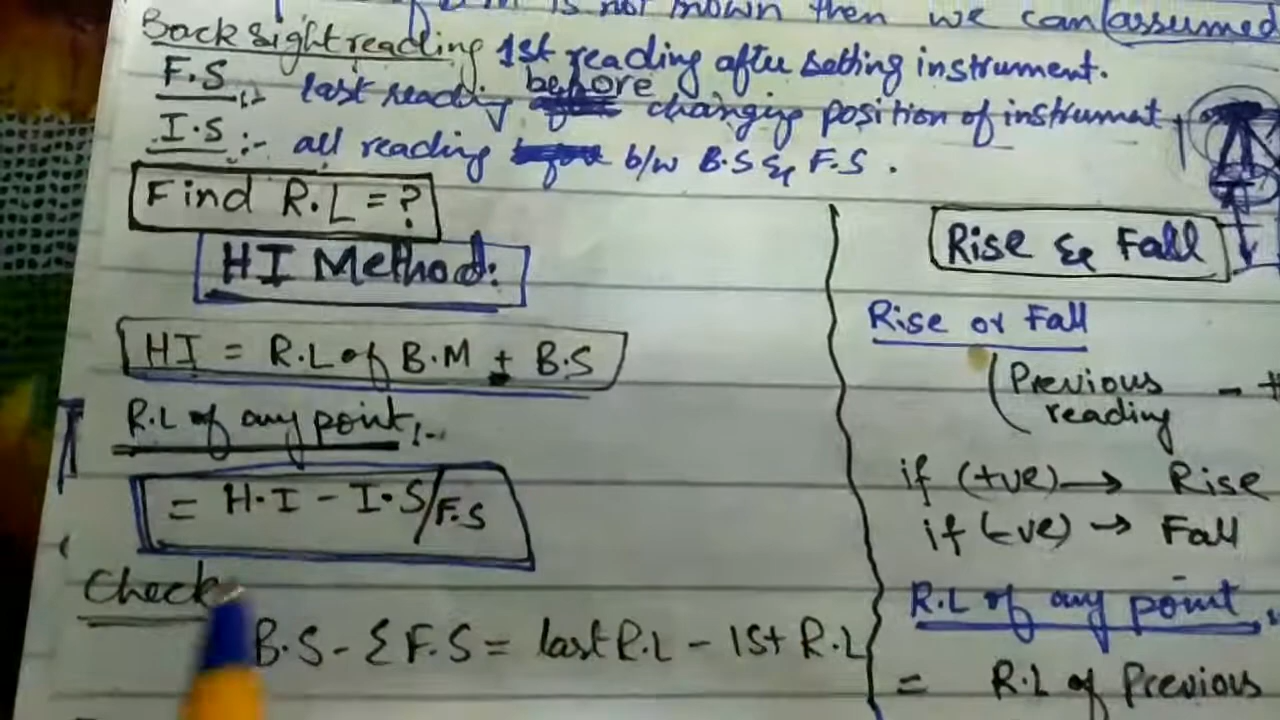 B.M is not known then we can assumed
Back Sight reading 1st reading after setting instrument.
F.S :- last reading before changing position of instrumet
I.S :- all reading b/w B.S & F.S .
Find R.L = ?
HI Method:
HI = R.L of B.M + B.S
R.L of any point :-
= H.I - I.S/F.S
Check
B.S - Σ F.S = last R.L - 1st R.L
Rise & Fall
Rise or Fall
(Previous -
reading
if (+ve) → Rise
if (-ve) → Fall
R.L of any point
= R.L of Previous